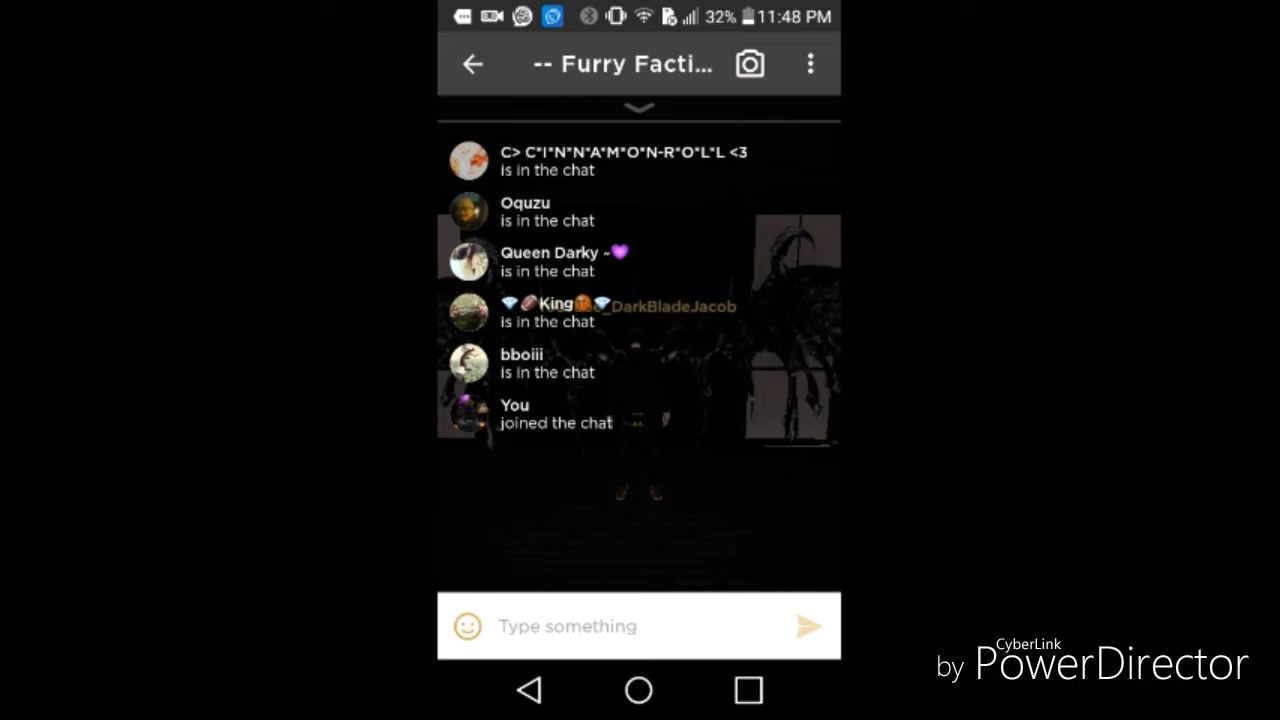 32% 11:48 PM
-- Furry Facti...
C> C*I*N*N*A*M*O*N-R*O*L*L <3
is in the chat
Oquzu
is in the chat
Queen Darky ~💜
is in the chat
💎🏈King🏀💎
_DarkBladeJacob
is in the chat
bboiii
is in the chat
You
joined the chat
Type something
CyberLink
by PowerDirector